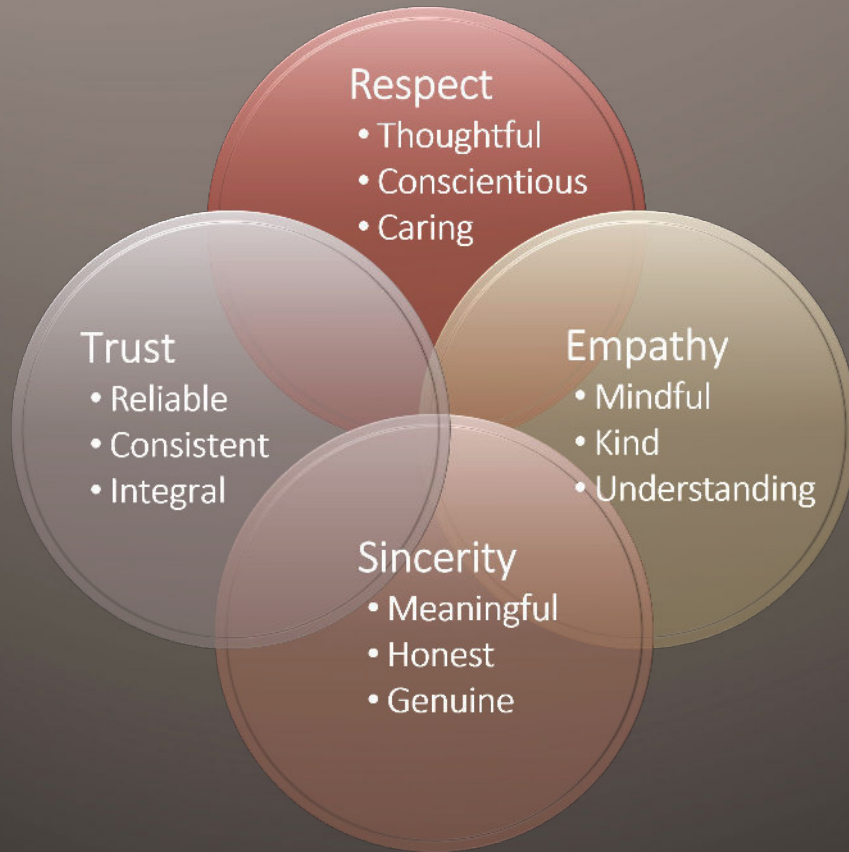 Respect
• Thoughtful
• Conscientious
• Caring
Trust
• Reliable
• Consistent
• Integral
Empathy
• Mindful
• Kind
• Understanding
Sincerity
• Meaningful
• Honest
• Genuine